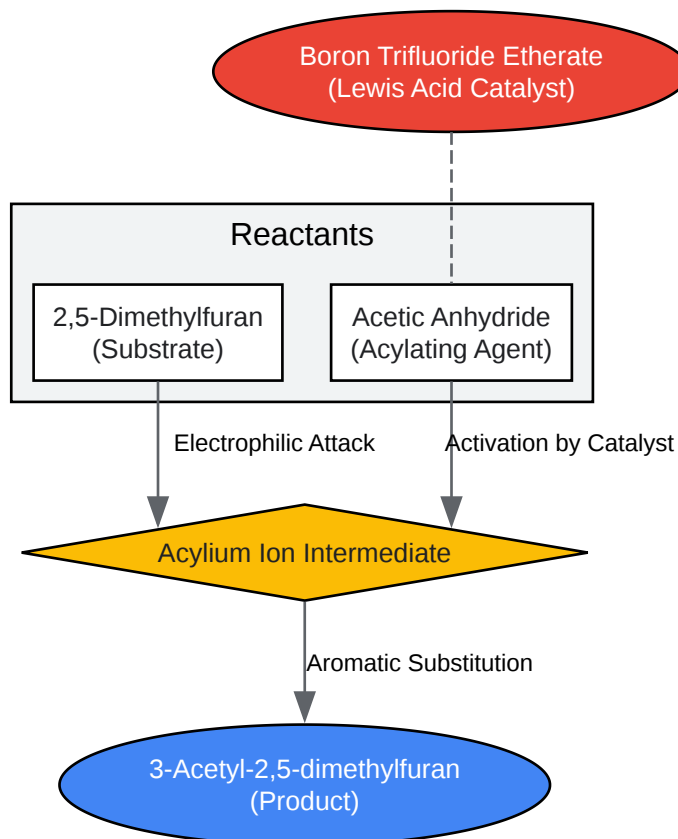 Boron Trifluoride Etherate
(Lewis Acid Catalyst)
Reactants
2,5-Dimethylfuran
(Substrate)
Acetic Anhydride
(Acylating Agent)
Electrophilic Attack
Activation by Catalyst
Acylium Ion Intermediate
Aromatic Substitution
3-Acetyl-2,5-dimethylfuran
(Product)